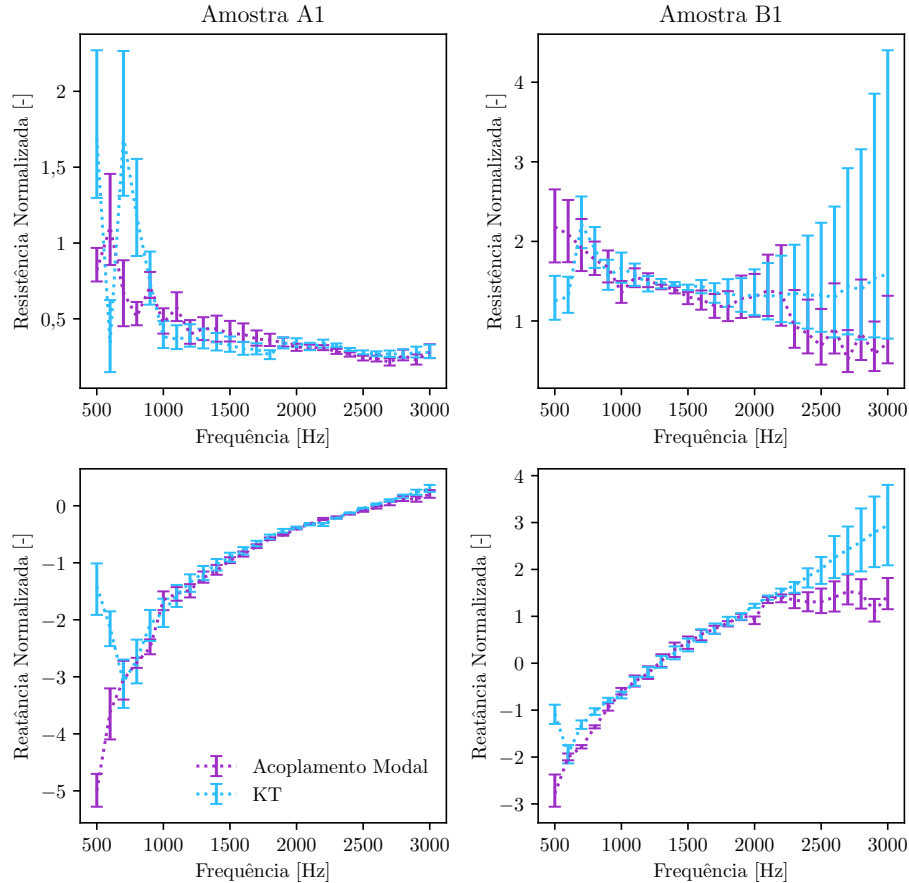 Amostra A1
Amostra B1
Resistência Normalizada [-]
2
1,5
1
0,5
500 1000 1500 2000 2500 3000
Frequência [Hz]
Resistência Normalizada [-]
4
3
2
1
500 1000 1500 2000 2500 3000
Frequência [Hz]
Reatância Normalizada [-]
0
−1
−2
−3
−4
−5
Acoplamento Modal
KT
500 1000 1500 2000 2500 3000
Frequência [Hz]
Reatância Normalizada [-]
4
3
2
1
0
−1
−2
−3
500 1000 1500 2000 2500 3000
Frequência [Hz]